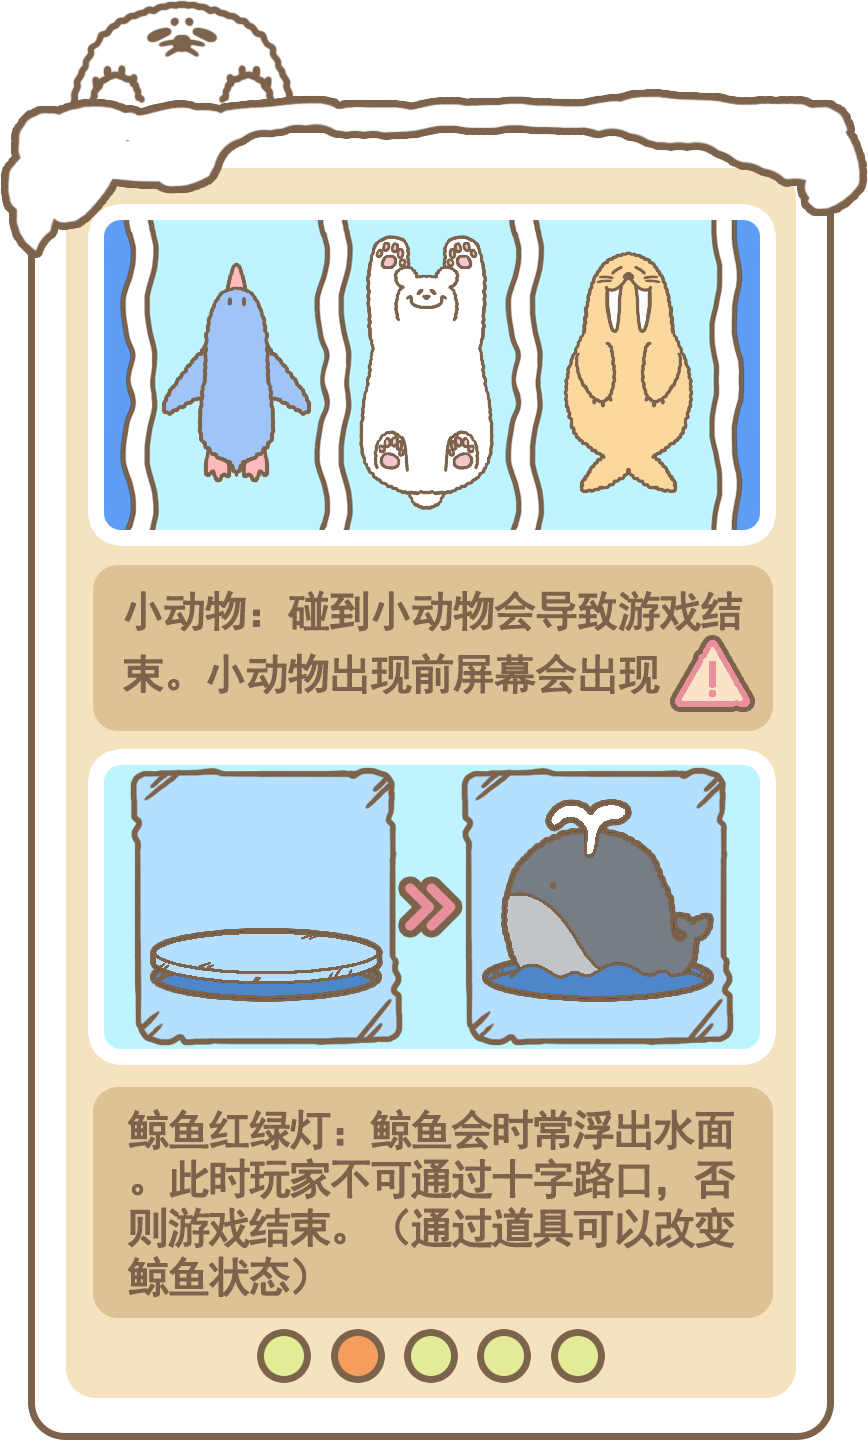 小动物：碰到小动物会导致游戏结
束。小动物出现前屏幕会出现 !
鲸鱼红绿灯：鲸鱼会时常浮出水面
。此时玩家不可通过十字路口，否
则游戏结束。（通过道具可以改变
鲸鱼状态）